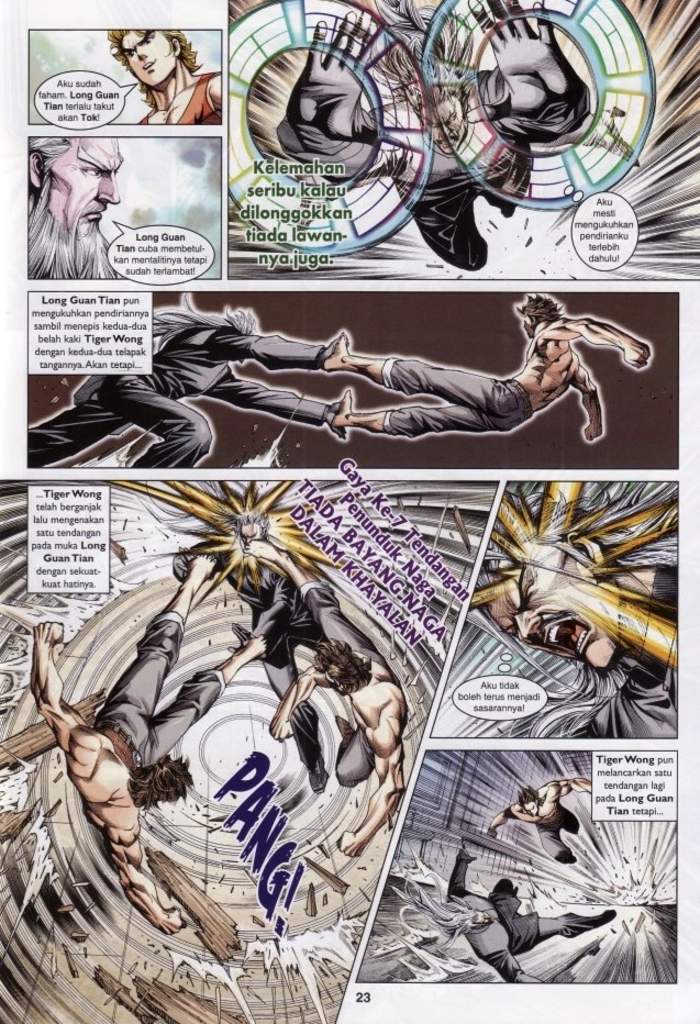 Aku sudah
faham. Long Guan
Tian terlalu takut
akan Tok!
Long Guan
Tian cuba membetul-
kan mentalitinya tetapi
sudah terlambat!
Kelemahan
seribu kalau
dilonggokkan
tiada lawan-
nya juga.
Aku
mesti
mengukuhkan
pendirianku
terlebih
dahulu!
Long Guan Tian pun
mengukuhkan pendiriannya
sambil menepis kedua-dua
belah kaki Tiger Wong
dengan kedua-dua telapak
tangannya. Akan tetapi...
...Tiger Wong
telah berganjak
lalu mengenakan
satu tendangan
pada muka Long
Guan Tian
dengan sekuat-
kuat hatinya.
Gaya Ke-7 Tendangan
Penunduk Naga
TIADA BAYANG NAGA
DALAM KHAYALAN
PANG!
Aku tidak
boleh terus menjadi
sasarannya!
Tiger Wong pun
melancarkan satu
tendangan lagi
pada Long Guan
Tian tetapi...
23